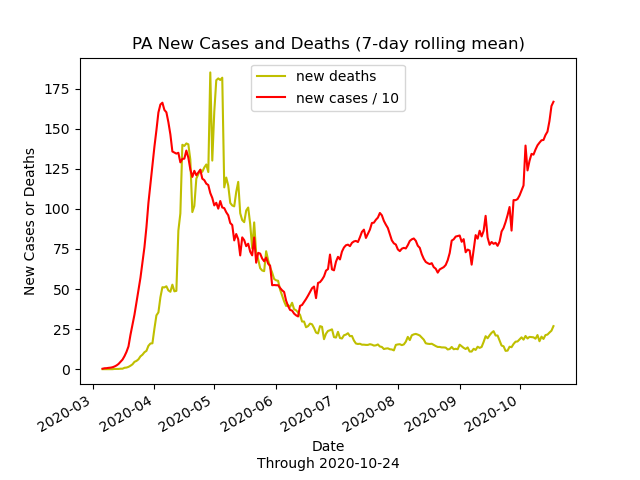 PA New Cases and Deaths (7-day rolling mean)
new deaths
new cases / 10
New Cases or Deaths
175
150
125
100
75
50
25
0
2020-03
2020-04
2020-05
2020-06
2020-07
2020-08
2020-09
2020-10
Date
Through 2020-10-24